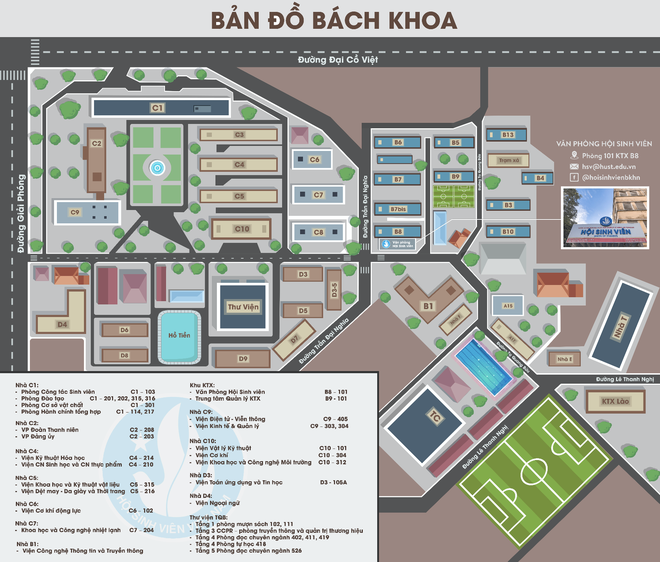 BẢN ĐỒ BÁCH KHOA
Đường Đại Cồ Việt
Đường Giải Phóng
C1
C2
C3
C4
C5
C6
C7
C8
C9
C10
Đường Trần Đại Nghĩa
B6
B5
B8
B7
B9
B7bis
B8
Văn phòng
Hội Sinh viên
B13
Trạm Xá
B4
B3
B10
VĂN PHÒNG HỘI SINH VIÊN
Phòng 101 KTX B8
hsv@hust.edu.vn
@hoisinhvienbkhn
HỘI SINH VIÊN
D4
D6
D8
Hồ Tiền
Thư Viện
D3
D3-5
D5
D7
D9
Đường Trần Đại Nghĩa
B1
A18
Nhà T
Nhà E
TC
Đường Lê Thanh Nghị
Đường Lê Thanh Nghị
KTX Lào
Nhà C1:
- Phòng Công tác Sinh viên C1 - 103
- Phòng Đào tạo C1 - 201, 202, 315, 316
- Phòng Cơ sở vật chất C1 - 301
- Phòng Hành chính tổng hợp C1 - 114, 217
Nhà C2:
- VP Đoàn Thanh niên C2 - 208
- VP Đảng ủy C2 - 203
Nhà C4:
- Viện Kỹ thuật Hóa học C4 - 214
- Viện CN Sinh học và CN thực phẩm C4 - 210
Nhà C5:
- Viện Khoa học và Kỹ thuật vật liệu C5 - 315
- Viện Dệt may - Da giầy và Thời trang C5 - 216
Nhà C6:
- Viện Cơ khí động lực C6 - 102
Nhà C7:
- Khoa học và Công nghệ nhiệt lạnh C7 - 204
Nhà B1:
- Viện Công nghệ Thông tin và Truyền thông
Khu KTX:
- Văn Phòng Hội Sinh viên B8 - 101
- Trung tâm Quản lý KTX B9 - 101
Nhà C9:
- Viện Điện tử - Viễn thông C9 - 405
- Viện Kinh tế & Quản lý C9 - 303, 304
Nhà C10:
- Viện Vật lý Kỹ thuật C10 - 101
- Viện Cơ khí C10 - 304
- Viện Khoa học và Công nghệ Môi trường C10 - 312
Nhà D3:
- Viện Toán ứng dụng và Tin học D3 - 105A
Nhà D4:
- Viện Ngoại ngữ
Thư viện TQB:
- Tầng 1 phòng mượn sách 102, 111
- Tầng 3 CCPR - phòng truyền thông và quản trị thương hiệu
- Tầng 4 Phòng đọc chuyên ngành 402, 411, 419
- Tầng 4 Phòng tự học 418
- Tầng 5 Phòng đọc chuyên ngành 526